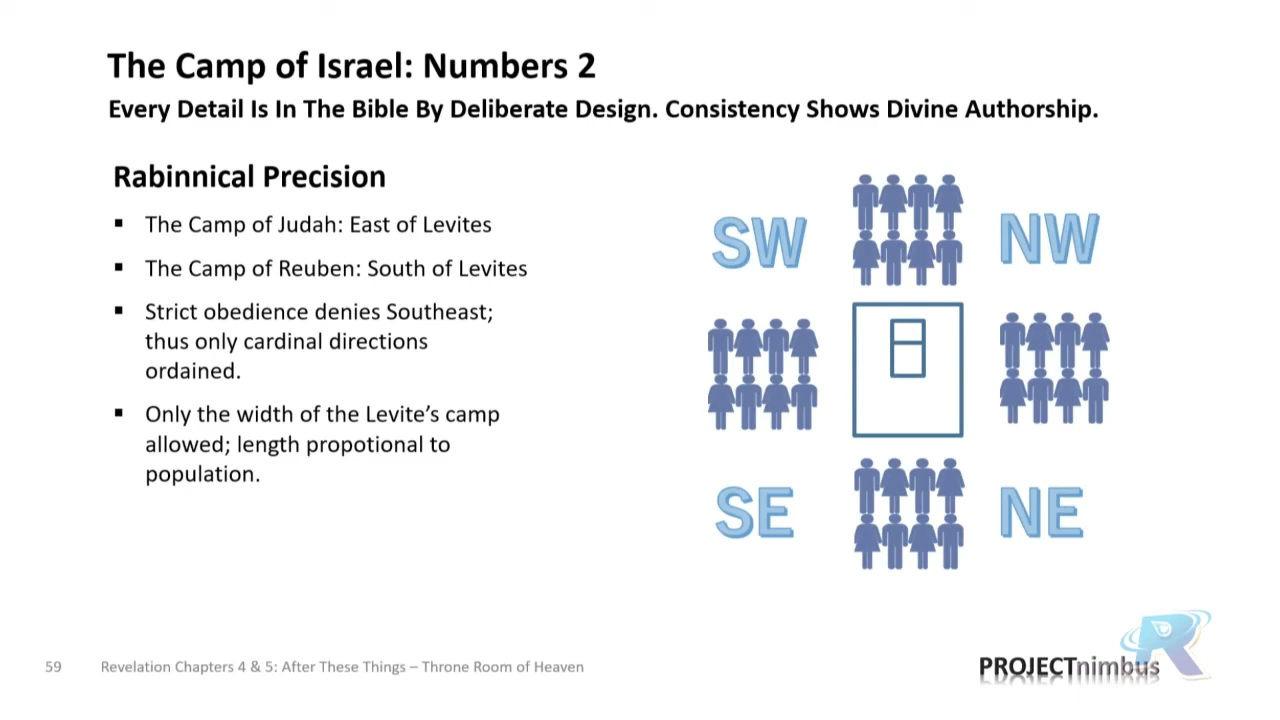 The Camp of Israel: Numbers 2
Every Detail Is In The Bible By Deliberate Design. Consistency Shows Divine Authorship.
Rabinnical Precision
▪ The Camp of Judah: East of Levites
▪ The Camp of Reuben: South of Levites
▪ Strict obedience denies Southeast;
thus only cardinal directions
ordained.
▪ Only the width of the Levite’s camp
allowed; length propotional to
population.
SW
NW
SE
NE
59
Revelation Chapters 4 & 5: After These Things – Throne Room of Heaven
PROJECTnimbus
R